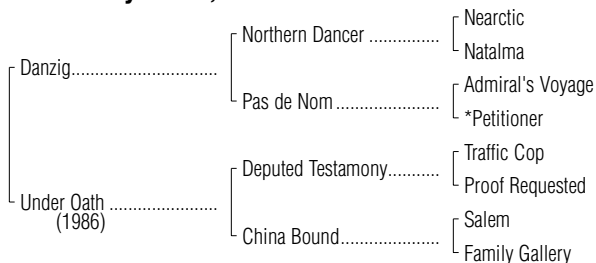 Nearctic
Northern Dancer ...............
Natalma
Danzig................................
Admiral's Voyage
Pas de Nom......................
*Petitioner
Traffic Cop
Deputed Testamony...........
Proof Requested
Under Oath .......................
(1986)
Salem
China Bound.....................
Family Gallery